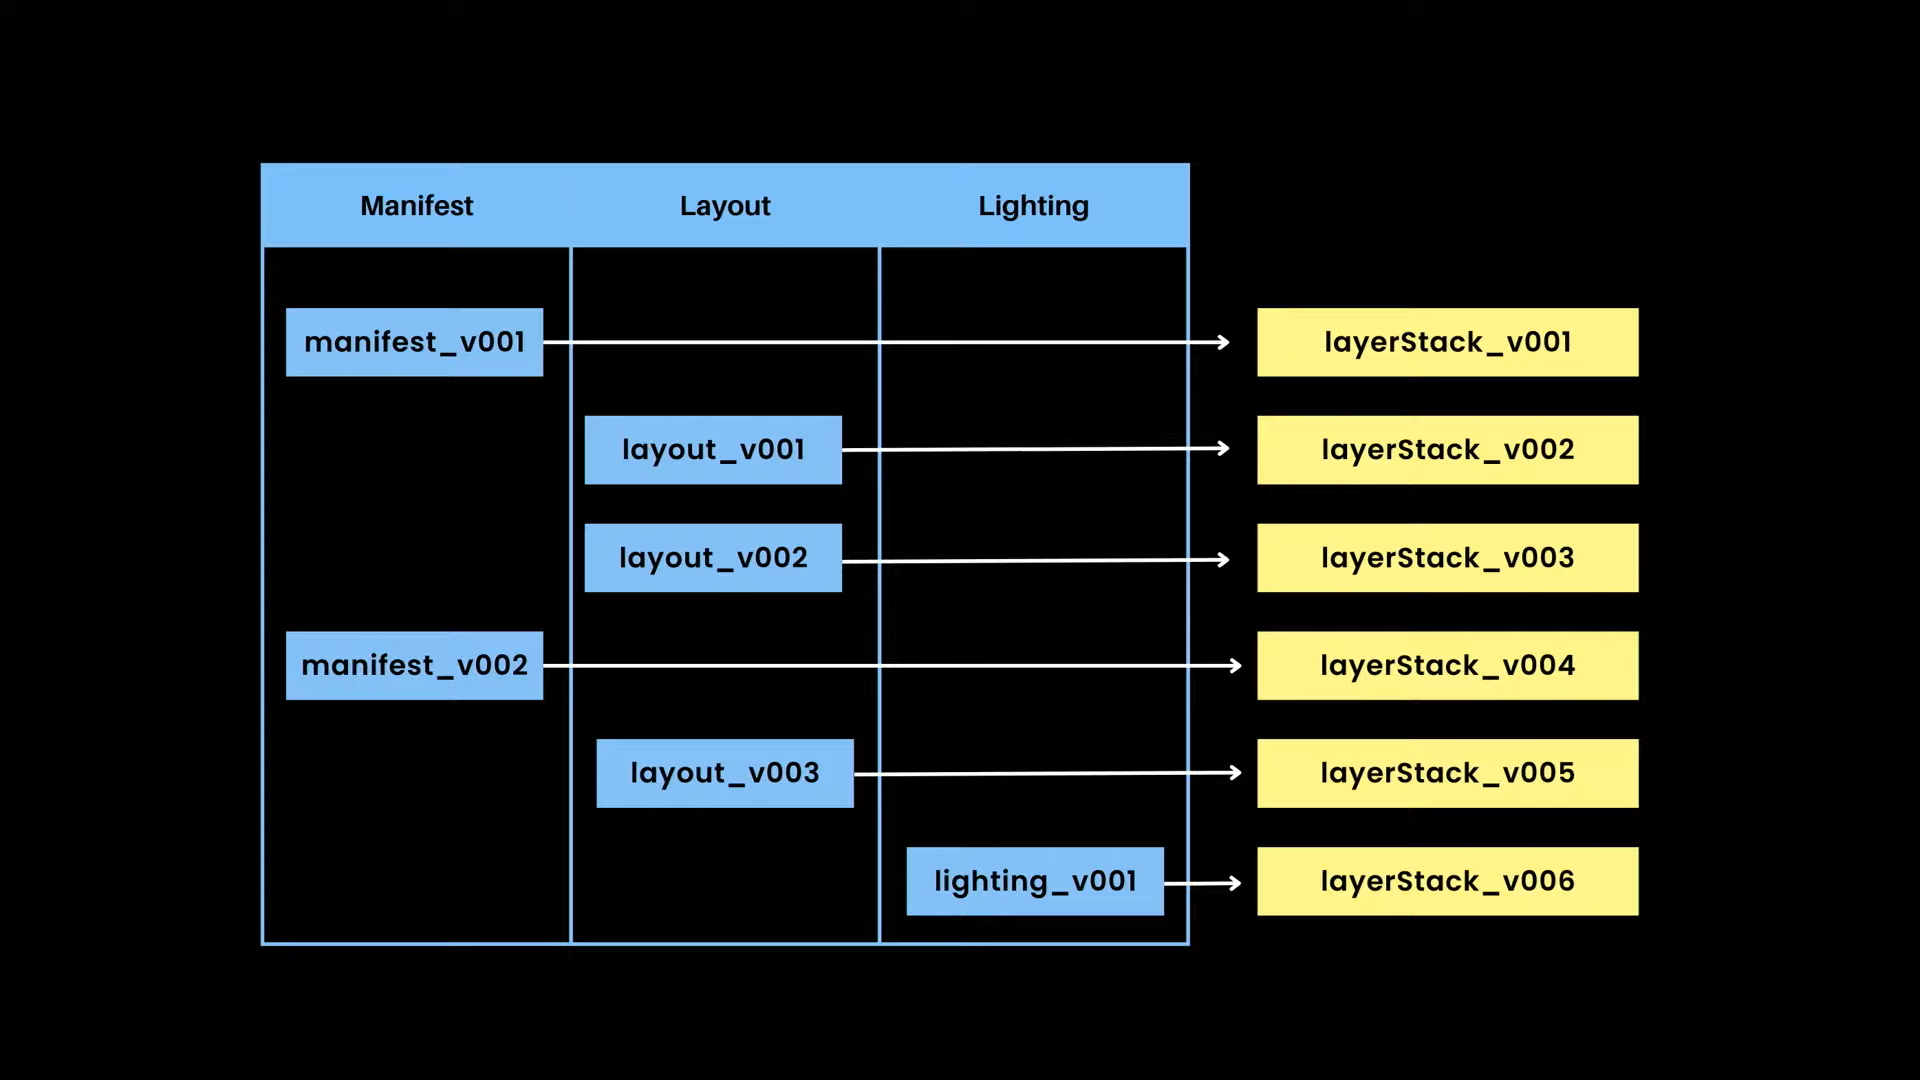 Manifest
Layout
Lighting
manifest_v001
layerStack_v001
layout_v001
layerStack_v002
layout_v002
layerStack_v003
manifest_v002
layerStack_v004
layout_v003
layerStack_v005
lighting_v001
layerStack_v006